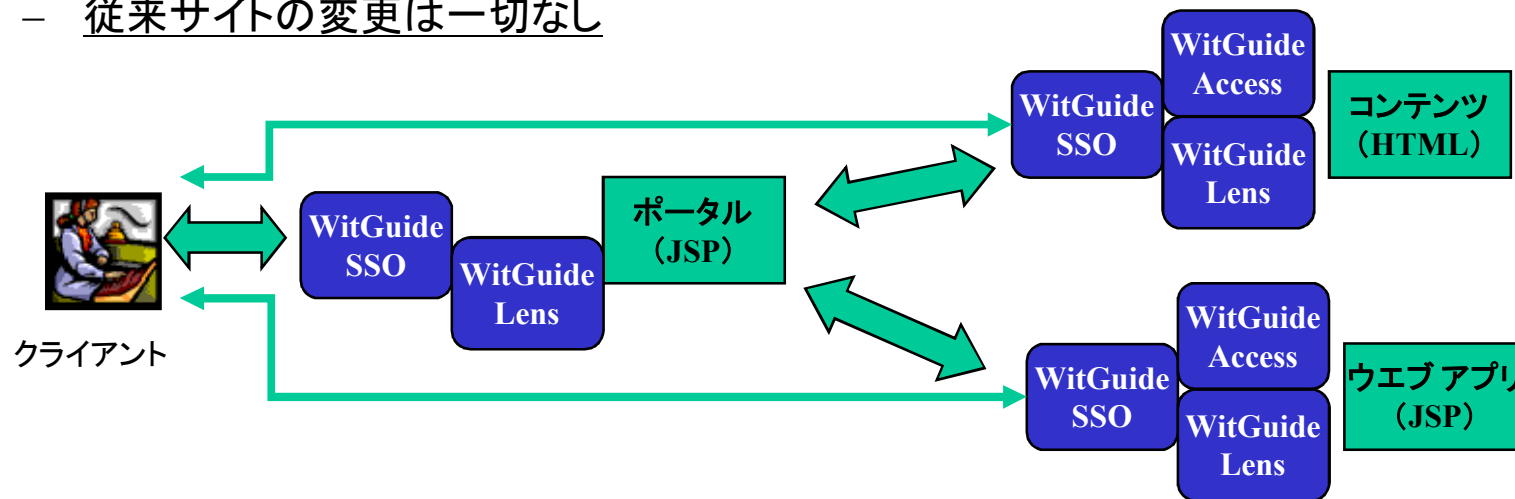 – 従来サイトの変更は一切なし
WitGuide
Access
WitGuide
SSO
WitGuide
Lens
コンテンツ
（HTML）
WitGuide
SSO
WitGuide
Lens
ポータル
（JSP）
クライアント
WitGuide
Access
WitGuide
SSO
WitGuide
Lens
ウエブ アプリ
（JSP）